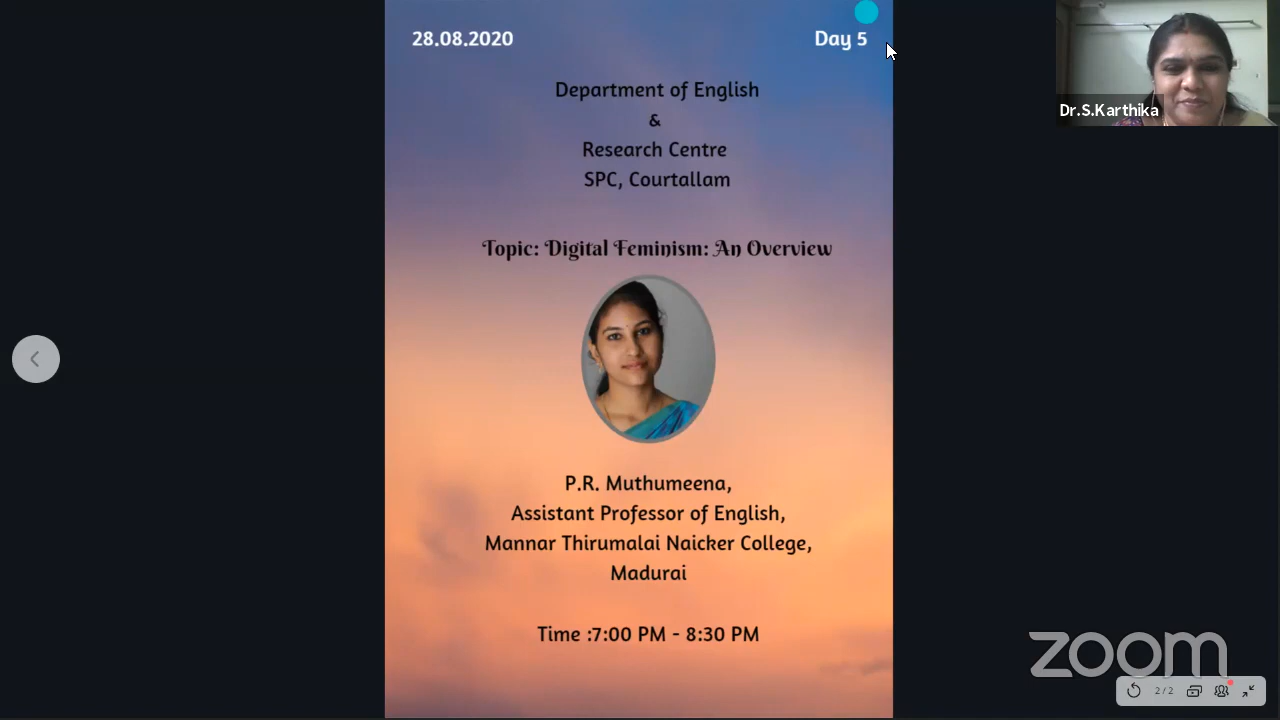 28.08.2020
Day 5
Department of English
&
Research Centre
SPC, Courtallam
Topic: Digital Feminism: An Overview
P.R. Muthumeena,
Assistant Professor of English,
Mannar Thirumalai Naicker College,
Madurai
Time :7:00 PM - 8:30 PM
Dr.S.Karthika
zoom
2/2